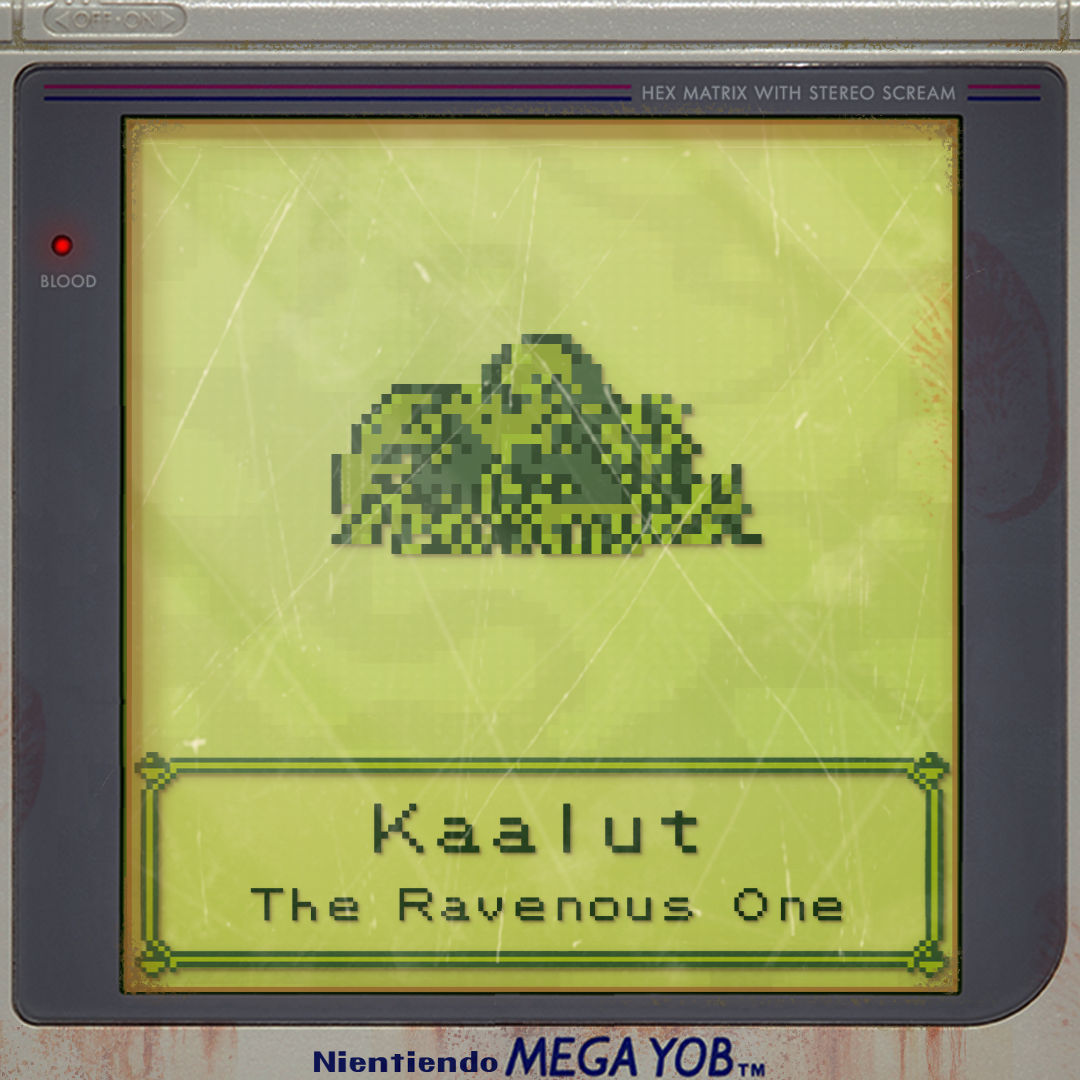 <OFF•ON>
HEX MATRIX WITH STEREO SCREAM
BLOOD
Kaalut
The Ravenous One
Nientiendo MEGA YOB™